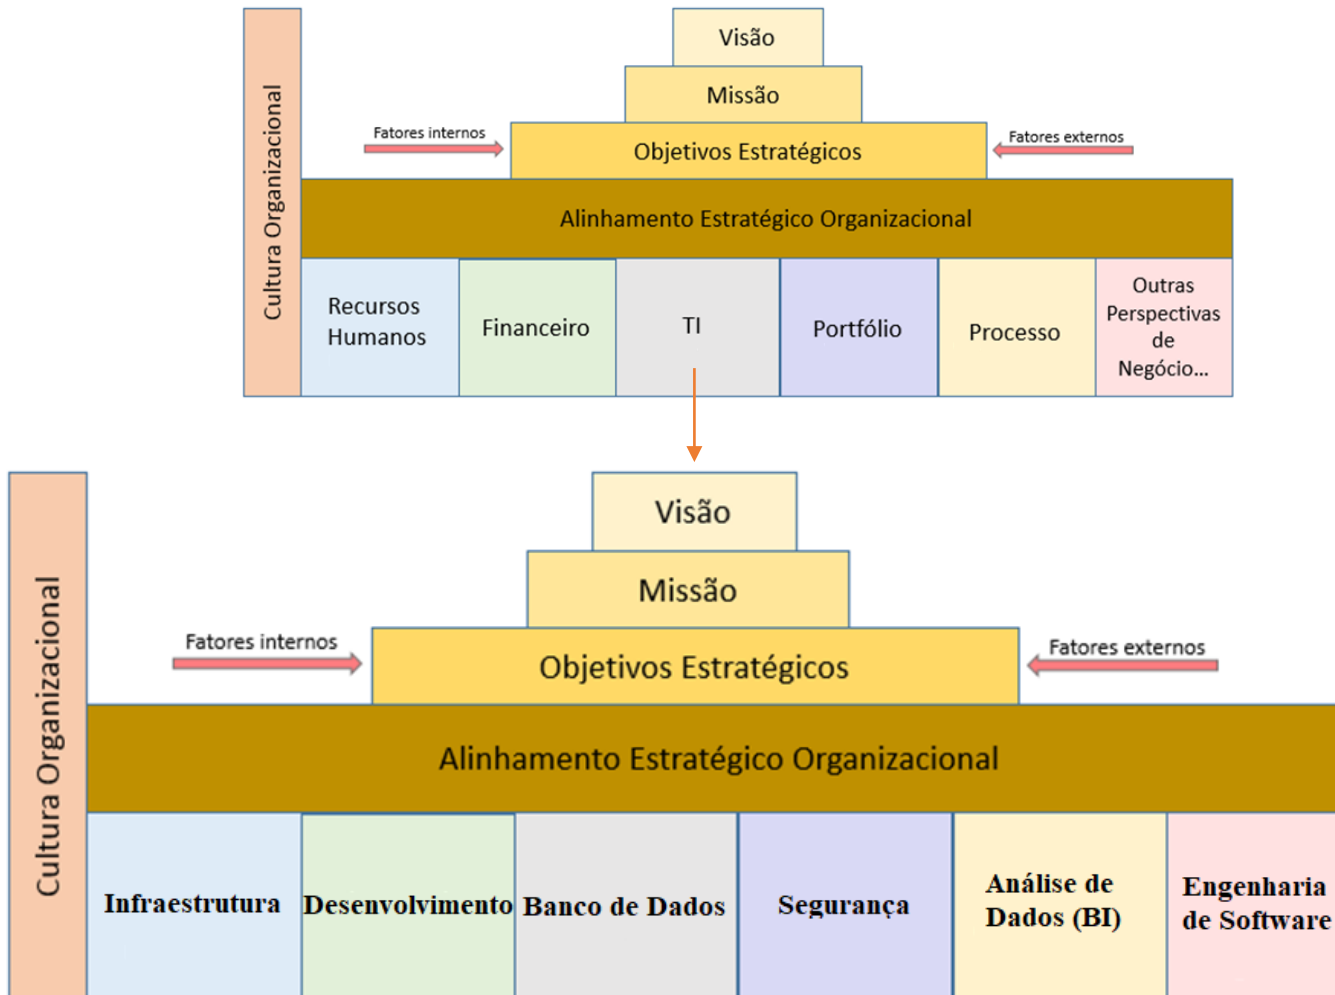 Visão
Missão
Fatores internos
Fatores externos
Objetivos Estratégicos
Cultura Organizacional
Alinhamento Estratégico Organizacional
Recursos
Humanos
Financeiro
TI
Portfólio
Processo
Outras
Perspectivas
de
Negócio...
Visão
Missão
Fatores internos
Fatores externos
Objetivos Estratégicos
Cultura Organizacional
Alinhamento Estratégico Organizacional
Infraestrutura
Desenvolvimento
Banco de Dados
Segurança
Análise de
Dados (BI)
Engenharia
de Software